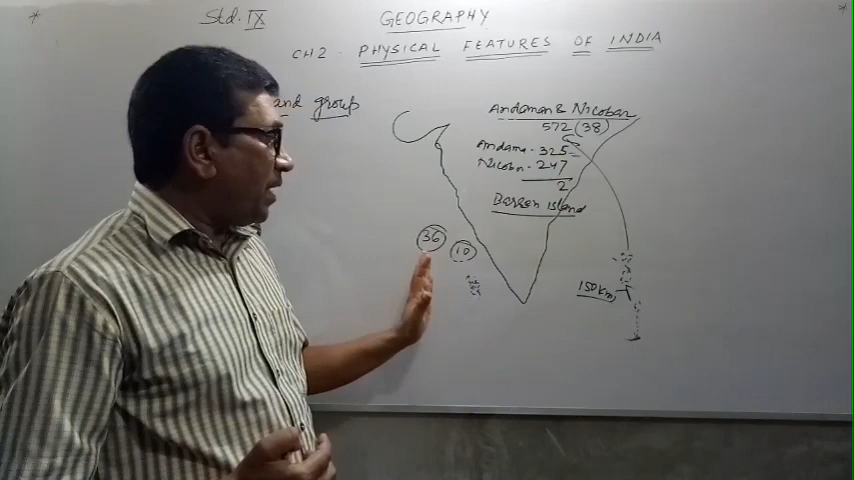 Std. IX
GEOGRAPHY
CH2 - PHYSICAL FEATURES OF INDIA
and group
Andaman & Nicobar
572 (38)
Andama - 325
Nicobar - 247
2
Barren Island
36
10
150km